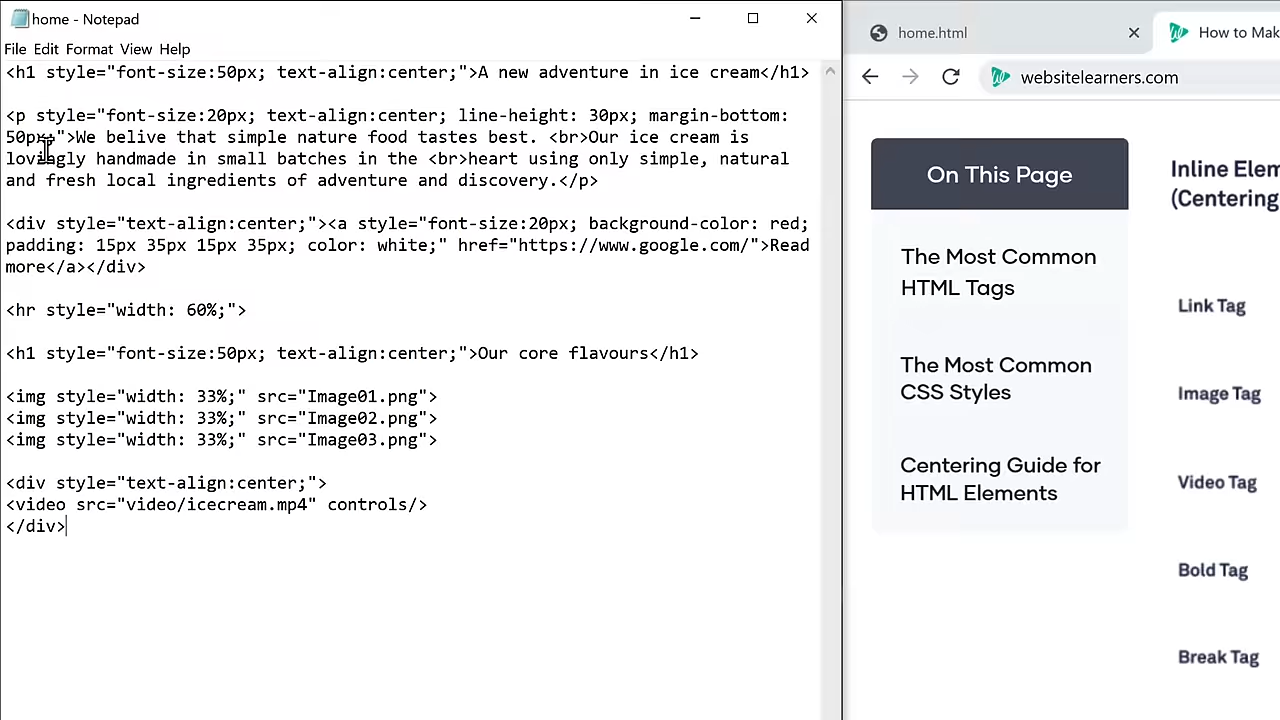 home - Notepad
File Edit Format View Help
<h1 style="font-size:50px; text-align:center;">A new adventure in ice cream</h1>
<p style="font-size:20px; text-align:center; line-height: 30px; margin-bottom:
50px;">We belive that simple nature food tastes best. <br>Our ice cream is
lovingly handmade in small batches in the <br>heart using only simple, natural
and fresh local ingredients of adventure and discovery.</p>
<div style="text-align:center;"><a style="font-size:20px; background-color: red;
padding: 15px 35px 15px 35px; color: white;" href="https://www.google.com/">Read
more</a></div>
<hr style="width: 60%;">
<h1 style="font-size:50px; text-align:center;">Our core flavours</h1>
<img style="width: 33%;" src="Image01.png">
<img style="width: 33%;" src="Image02.png">
<img style="width: 33%;" src="Image03.png">
<div style="text-align:center;">
<video src="video/icecream.mp4" controls/>
</div>
home.html
How to Mak
websitelearners.com
On This Page
The Most Common
HTML Tags
The Most Common
CSS Styles
Centering Guide for
HTML Elements
Inline Elem
(Centering
Link Tag
Image Tag
Video Tag
Bold Tag
Break Tag